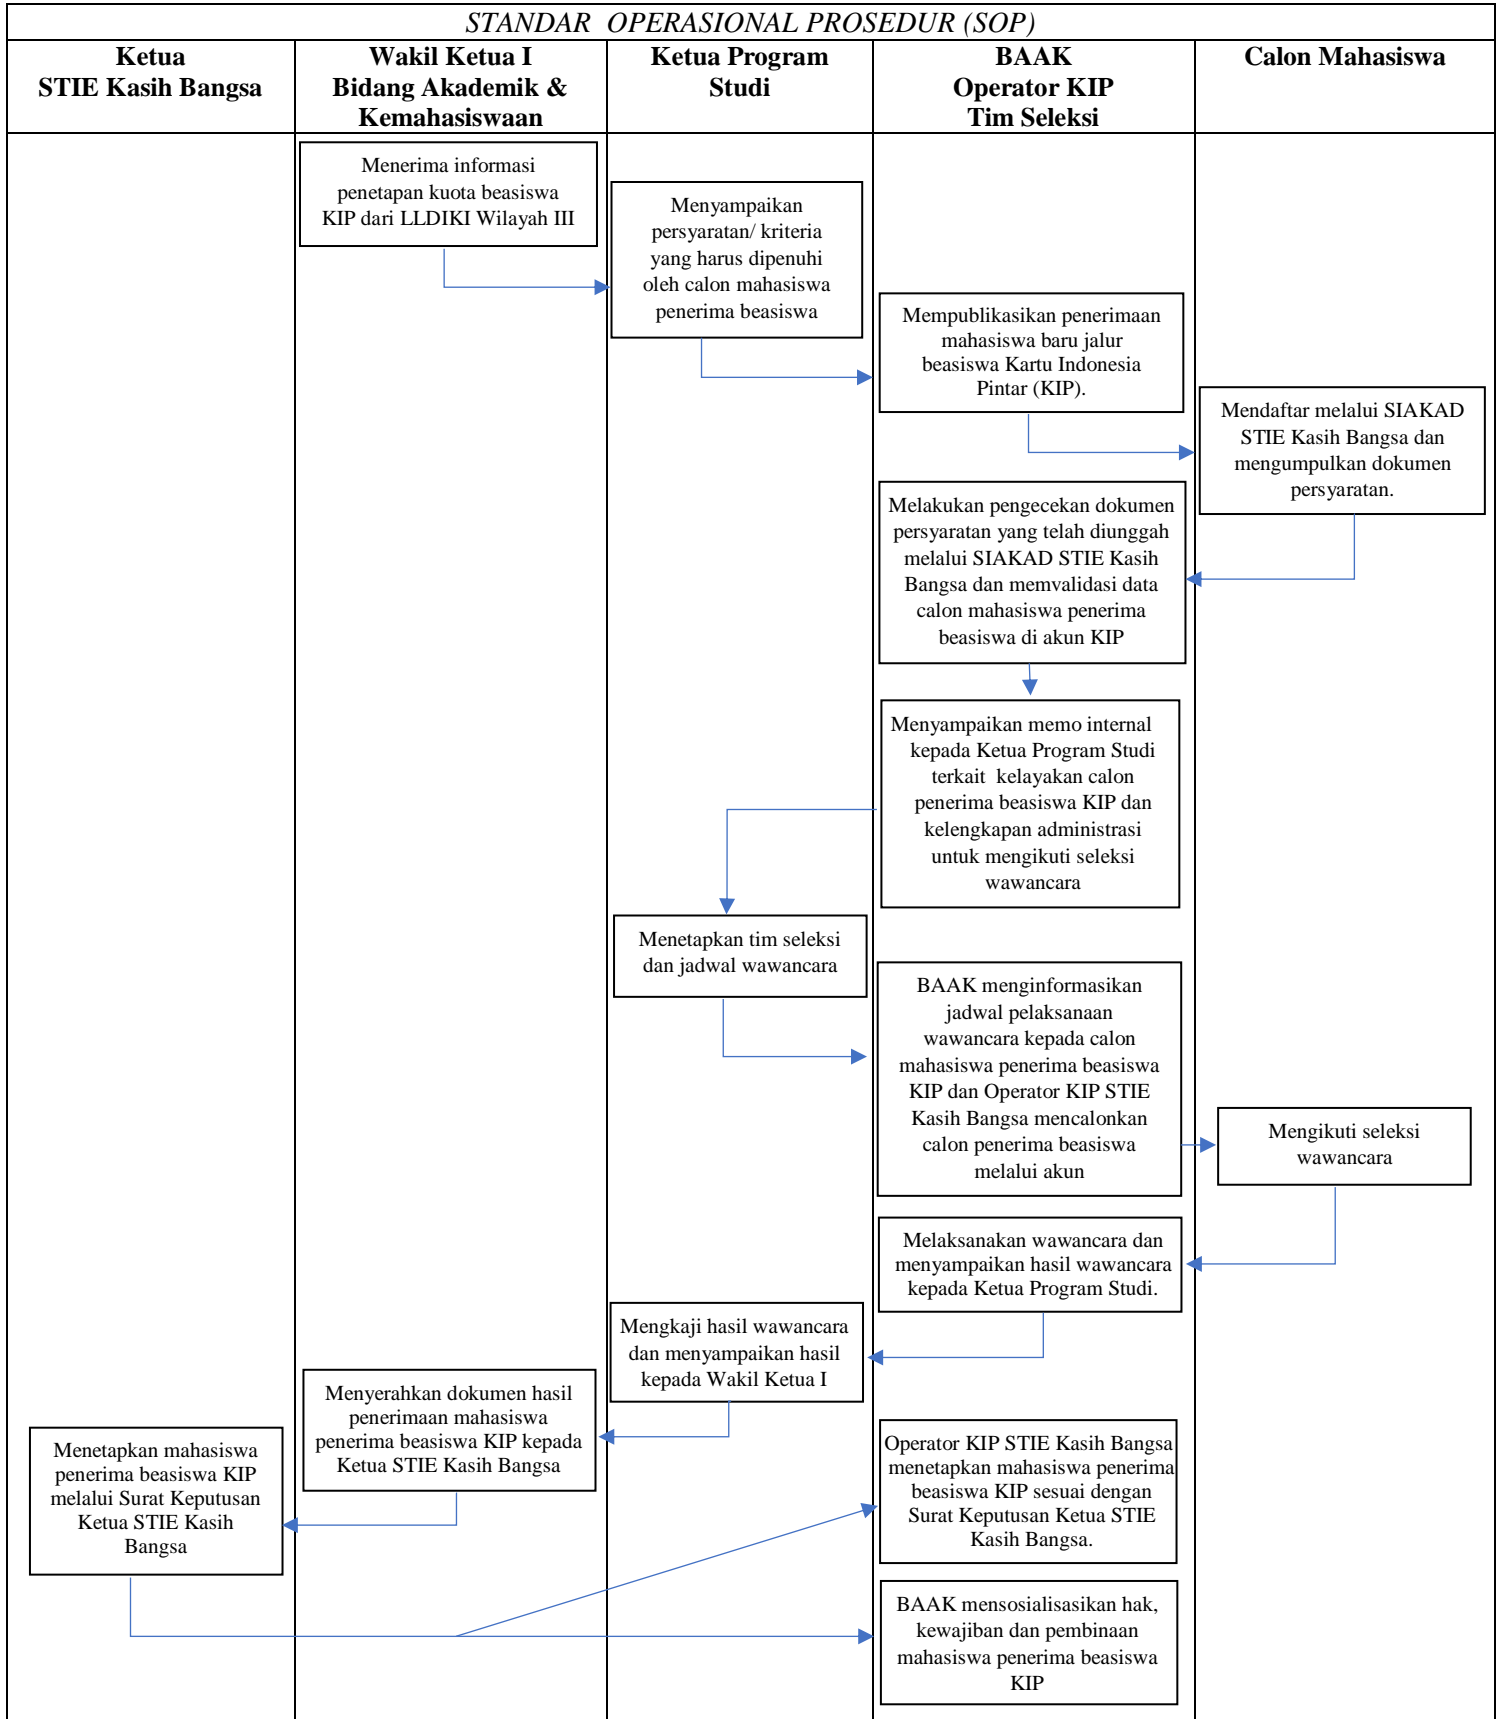 STANDAR OPERASIONAL PROSEDUR (SOP)
Ketua
STIE Kasih Bangsa
Wakil Ketua I
Bidang Akademik &
Kemahasiswaan
Ketua Program
Studi
BAAK
Operator KIP
Tim Seleksi
Calon Mahasiswa
Menerima informasi
penetapan kuota beasiswa
KIP dari LLDIKI Wilayah III
Menyampaikan
persyaratan/ kriteria
yang harus dipenuhi
oleh calon mahasiswa
penerima beasiswa
Mempublikasikan penerimaan
mahasiswa baru jalur
beasiswa Kartu Indonesia
Pintar (KIP).
Mendaftar melalui SIAKAD
STIE Kasih Bangsa dan
mengumpulkan dokumen
persyaratan.
Melakukan pengecekan dokumen
persyaratan yang telah diunggah
melalui SIAKAD STIE Kasih
Bangsa dan memvalidasi data
calon mahasiswa penerima
beasiswa di akun KIP
Menyampaikan memo internal
kepada Ketua Program Studi
terkait kelayakan calon
penerima beasiswa KIP dan
kelengkapan administrasi
untuk mengikuti seleksi
wawancara
Menetapkan tim seleksi
dan jadwal wawancara
BAAK menginformasikan
jadwal pelaksanaan
wawancara kepada calon
mahasiswa penerima beasiswa
KIP dan Operator KIP STIE
Kasih Bangsa mencalonkan
calon penerima beasiswa
melalui akun
Mengikuti seleksi
wawancara
Melaksanakan wawancara dan
menyampaikan hasil wawancara
kepada Ketua Program Studi.
Mengkaji hasil wawancara
dan menyampaikan hasil
kepada Wakil Ketua I
Menyerahkan dokumen hasil
penerimaan mahasiswa
penerima beasiswa KIP kepada
Ketua STIE Kasih Bangsa
Menetapkan mahasiswa
penerima beasiswa KIP
melalui Surat Keputusan
Ketua STIE Kasih
Bangsa
Operator KIP STIE Kasih Bangsa
menetapkan mahasiswa penerima
beasiswa KIP sesuai dengan
Surat Keputusan Ketua STIE
Kasih Bangsa.
BAAK mensosialisasikan hak,
kewajiban dan pembinaan
mahasiswa penerima beasiswa
KIP